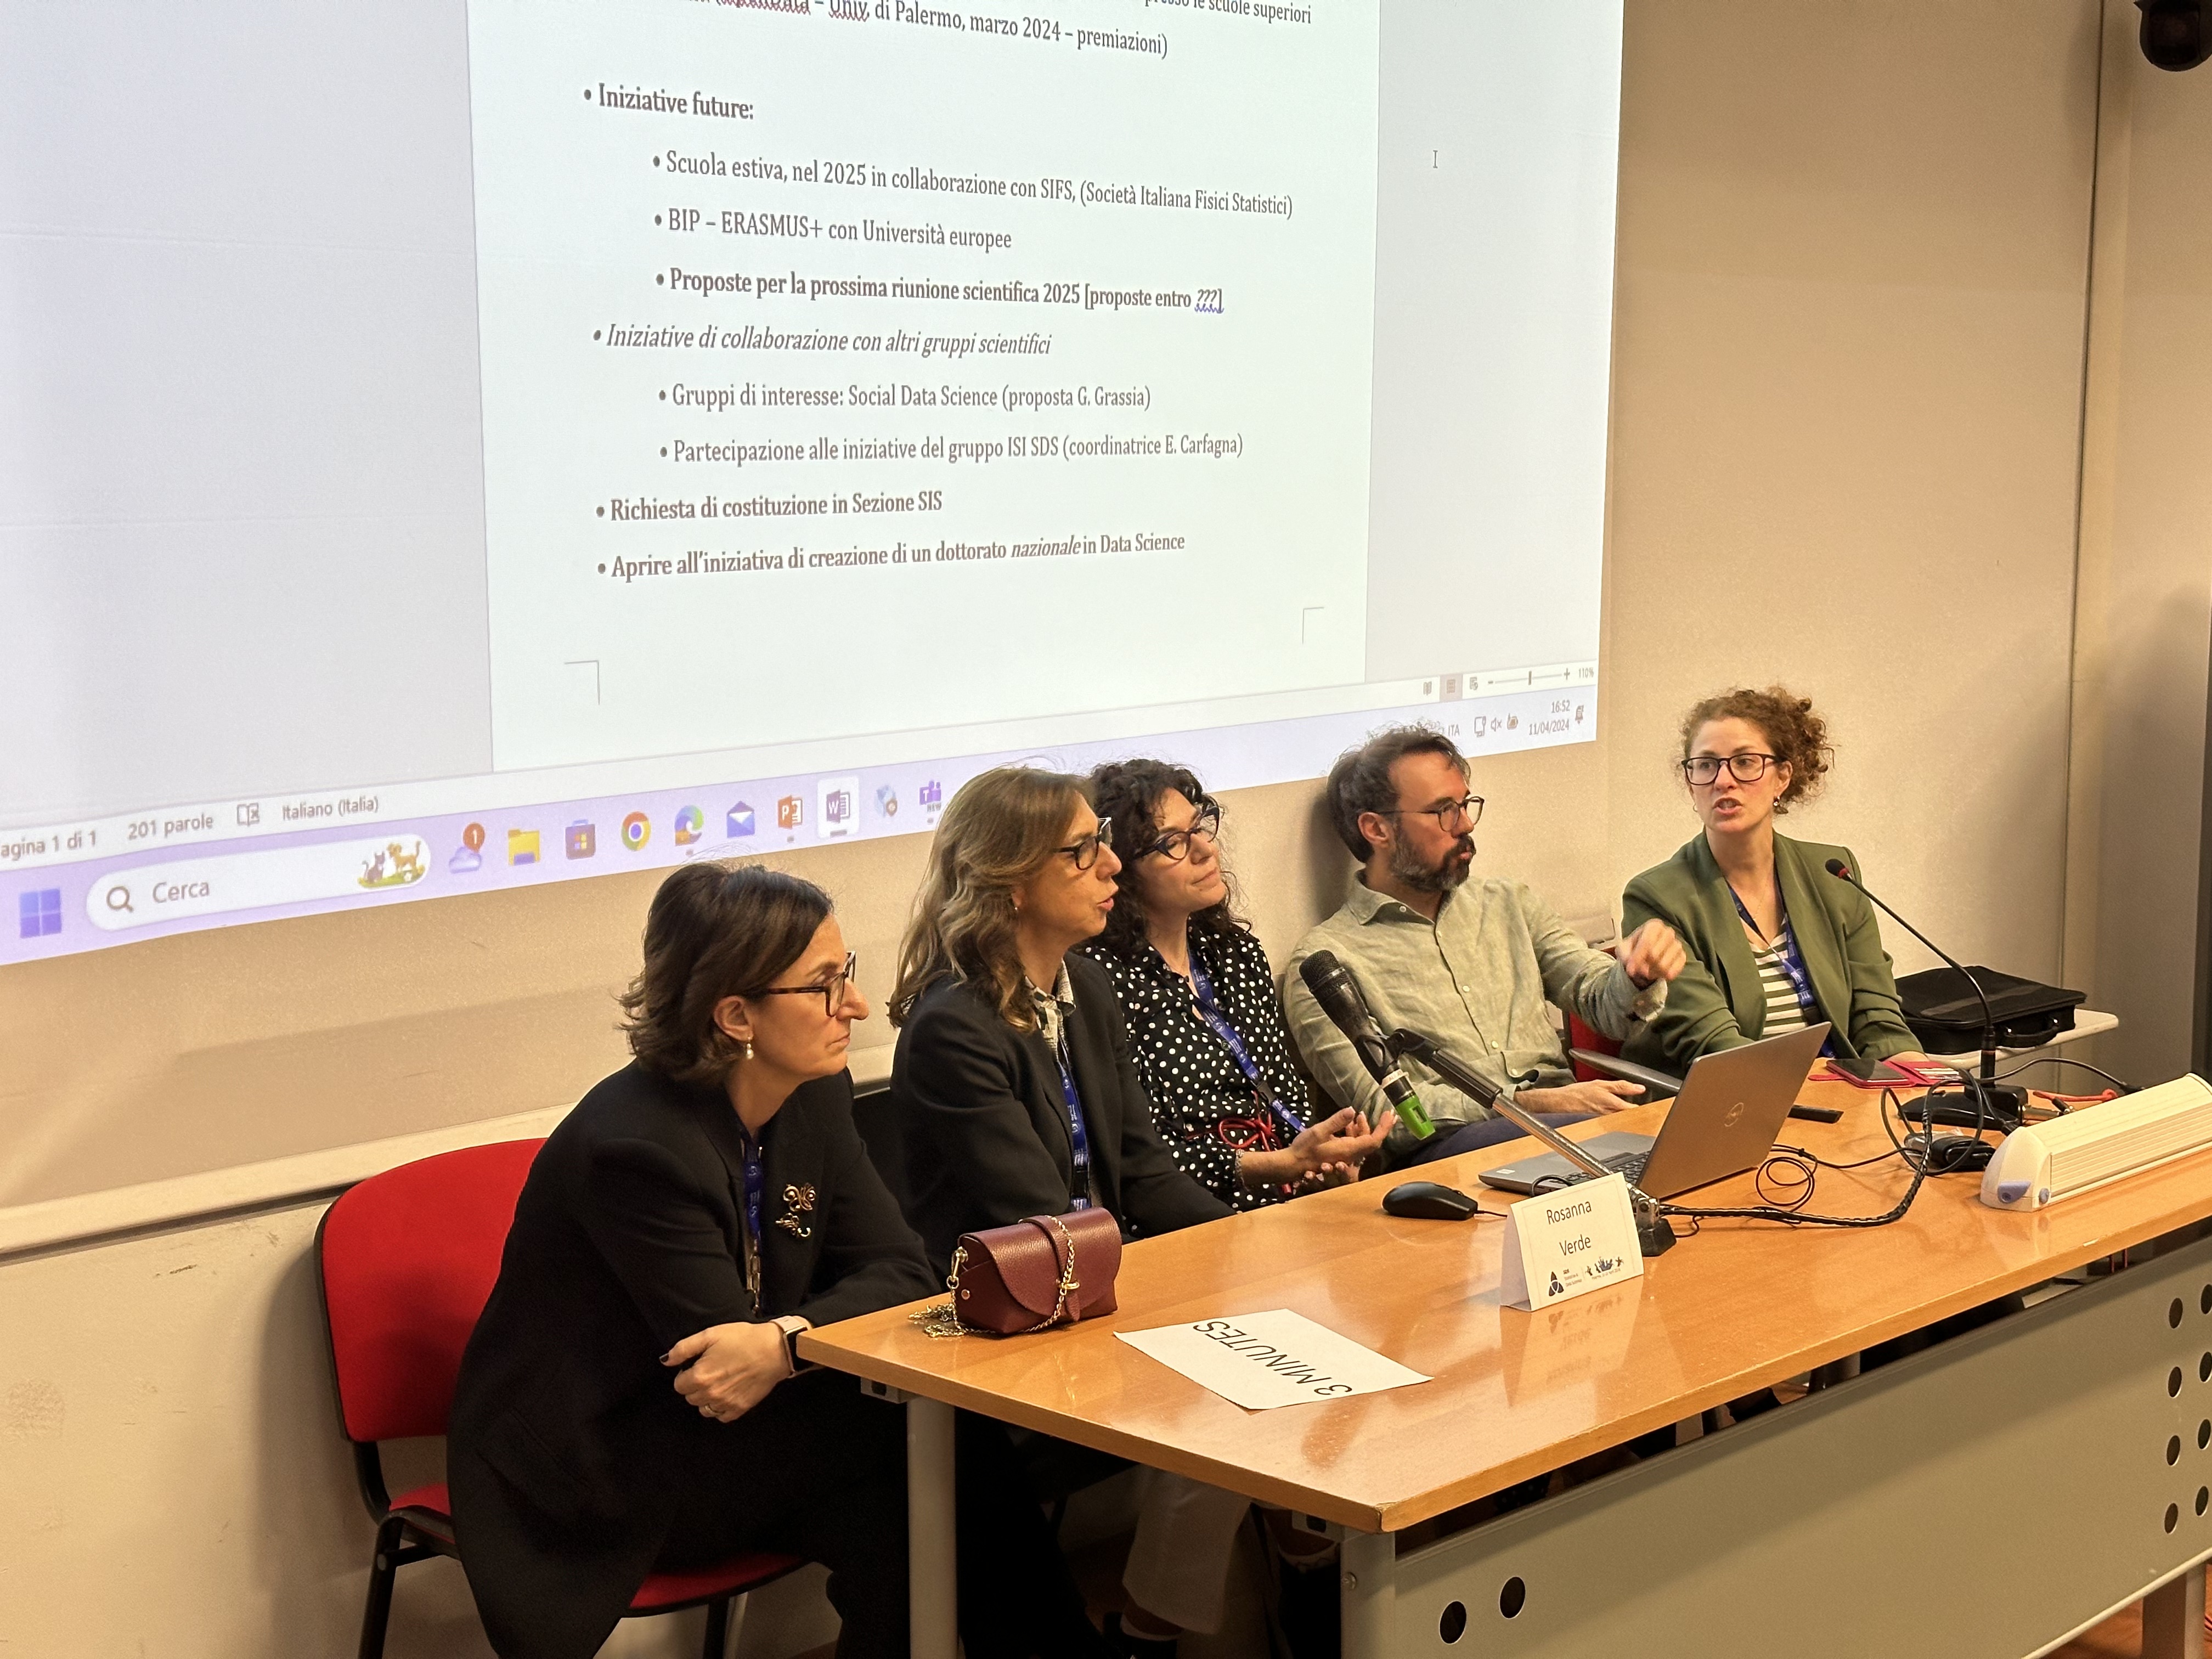 presso le scuole superiori
– Univ. di Palermo, marzo 2024 – premiazioni)
• Iniziative future:
• Scuola estiva, nel 2025 in collaborazione con SIFS, (Società Italiana Fisici Statistici)
• BIP – ERASMUS+ con Università europee
• Proposte per la prossima riunione scientifica 2025 [proposte entro ???]
• Iniziative di collaborazione con altri gruppi scientifici
• Gruppi di interesse: Social Data Science (proposta G. Grassia)
• Partecipazione alle iniziative del gruppo ISI SDS (coordinatrice E. Carfagna)
• Richiesta di costituzione in Sezione SIS
• Aprire all'iniziativa di creazione di un dottorato nazionale in Data Science
110%
agina 1 di 1 201 parole Italiano (Italia)
Cerca
1
P
W
T
NEW
ITA
16:52
11/04/2024
DELL
Rosanna
Verde
3 MINUTES